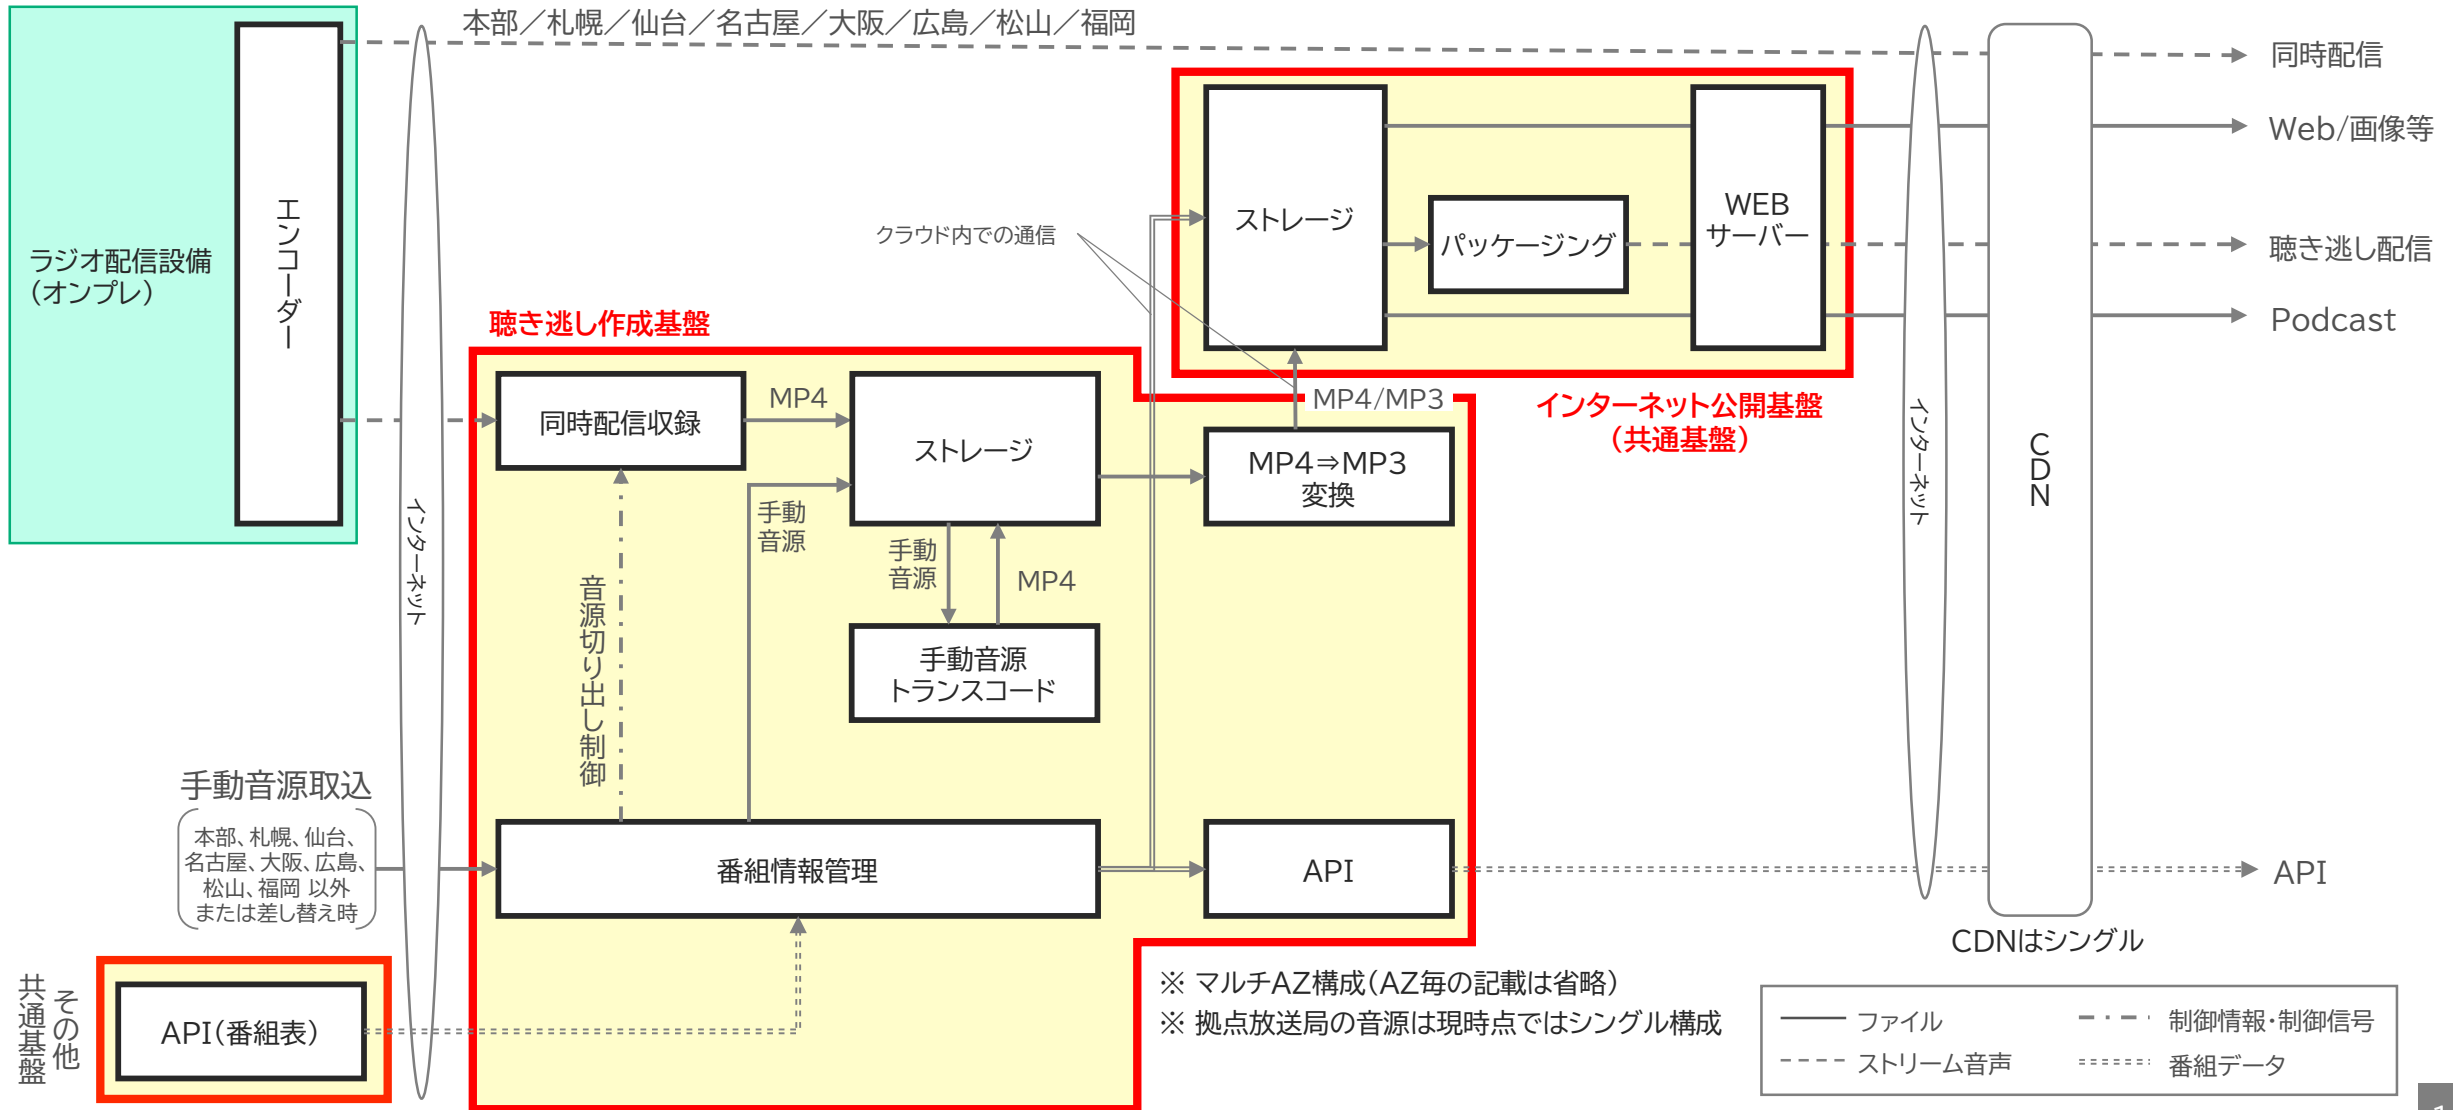 本部／札幌／仙台／名古屋／大阪／広島／松山／福岡
ラジオ配信設備
（オンプレ）
エンコーダー
インターネット
同時配信
Web/画像等
聴き逃し配信
Podcast
ストレージ
パッケージング
WEB
サーバー
クラウド内での通信
聴き逃し作成基盤
インターネット公開基盤
（共通基盤）
MP4/MP3
同時配信収録
MP4
ストレージ
MP4⇒MP3
変換
手動
音源
手動
音源
MP4
手動音源
トランスコード
音源切り出し制御
インターネット
CDN
手動音源取込
本部、札幌、仙台、
名古屋、大阪、広島、
松山、福岡 以外
または差し替え時
番組情報管理
API
API
CDNはシングル
その他
共通基盤
API（番組表）
※ マルチAZ構成（AZ毎の記載は省略）
※ 拠点放送局の音源は現時点ではシングル構成
ファイル
制御情報・制御信号
ストリーム音声
番組データ